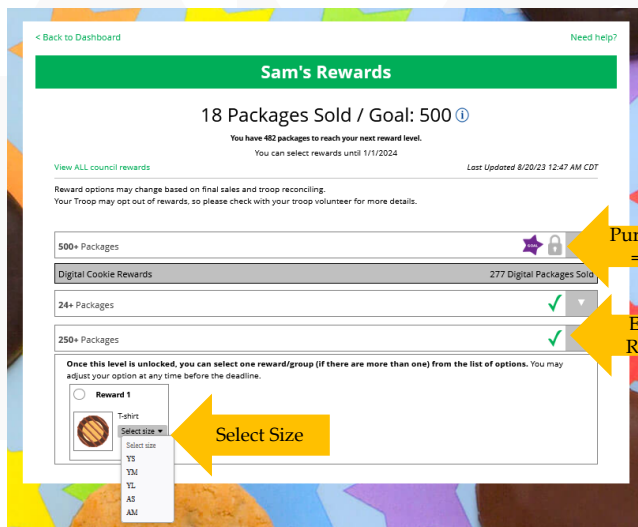 < Back to Dashboard
Need help?
Sam's Rewards
18 Packages Sold / Goal: 500 i
You have 482 packages to reach your next reward level.
You can select rewards until 1/1/2024
View ALL council rewards
Last Updated 8/20/23 12:47 AM CDT
Reward options may change based on final sales and troop reconciling.
Your Troop may opt out of rewards, so please check with your troop volunteer for more details.
500+ Packages
Pur
=
Digital Cookie Rewards
277 Digital Packages Sold
24+ Packages
250+ Packages
E
R
Once this level is unlocked, you can select one reward/group (if there are more than one) from the list of options. You may
adjust your option at any time before the deadline.
Reward 1
T-shirt
Select size
Select size
YS
YM
YL
AS
AM
Select Size